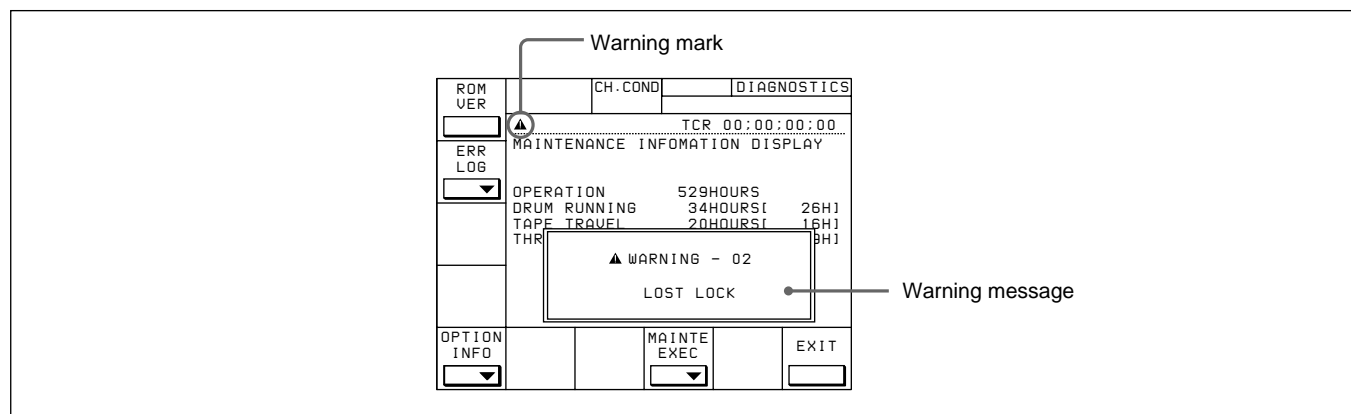 Warning mark
ROM
VER
CH.COND
DIAGNOSTICS
TCR 00;00;00;00
ERR
LOG
MAINTENANCE INFOMATION DISPLAY
OPERATION 529HOURS
DRUM RUNNING 34HOURS[ 26H]
TAPE TRAVEL 20HOURS[ 16H]
THR
WARNING - 02
LOST LOCK
Warning message
OPTION
INFO
MAINTE
EXEC
EXIT